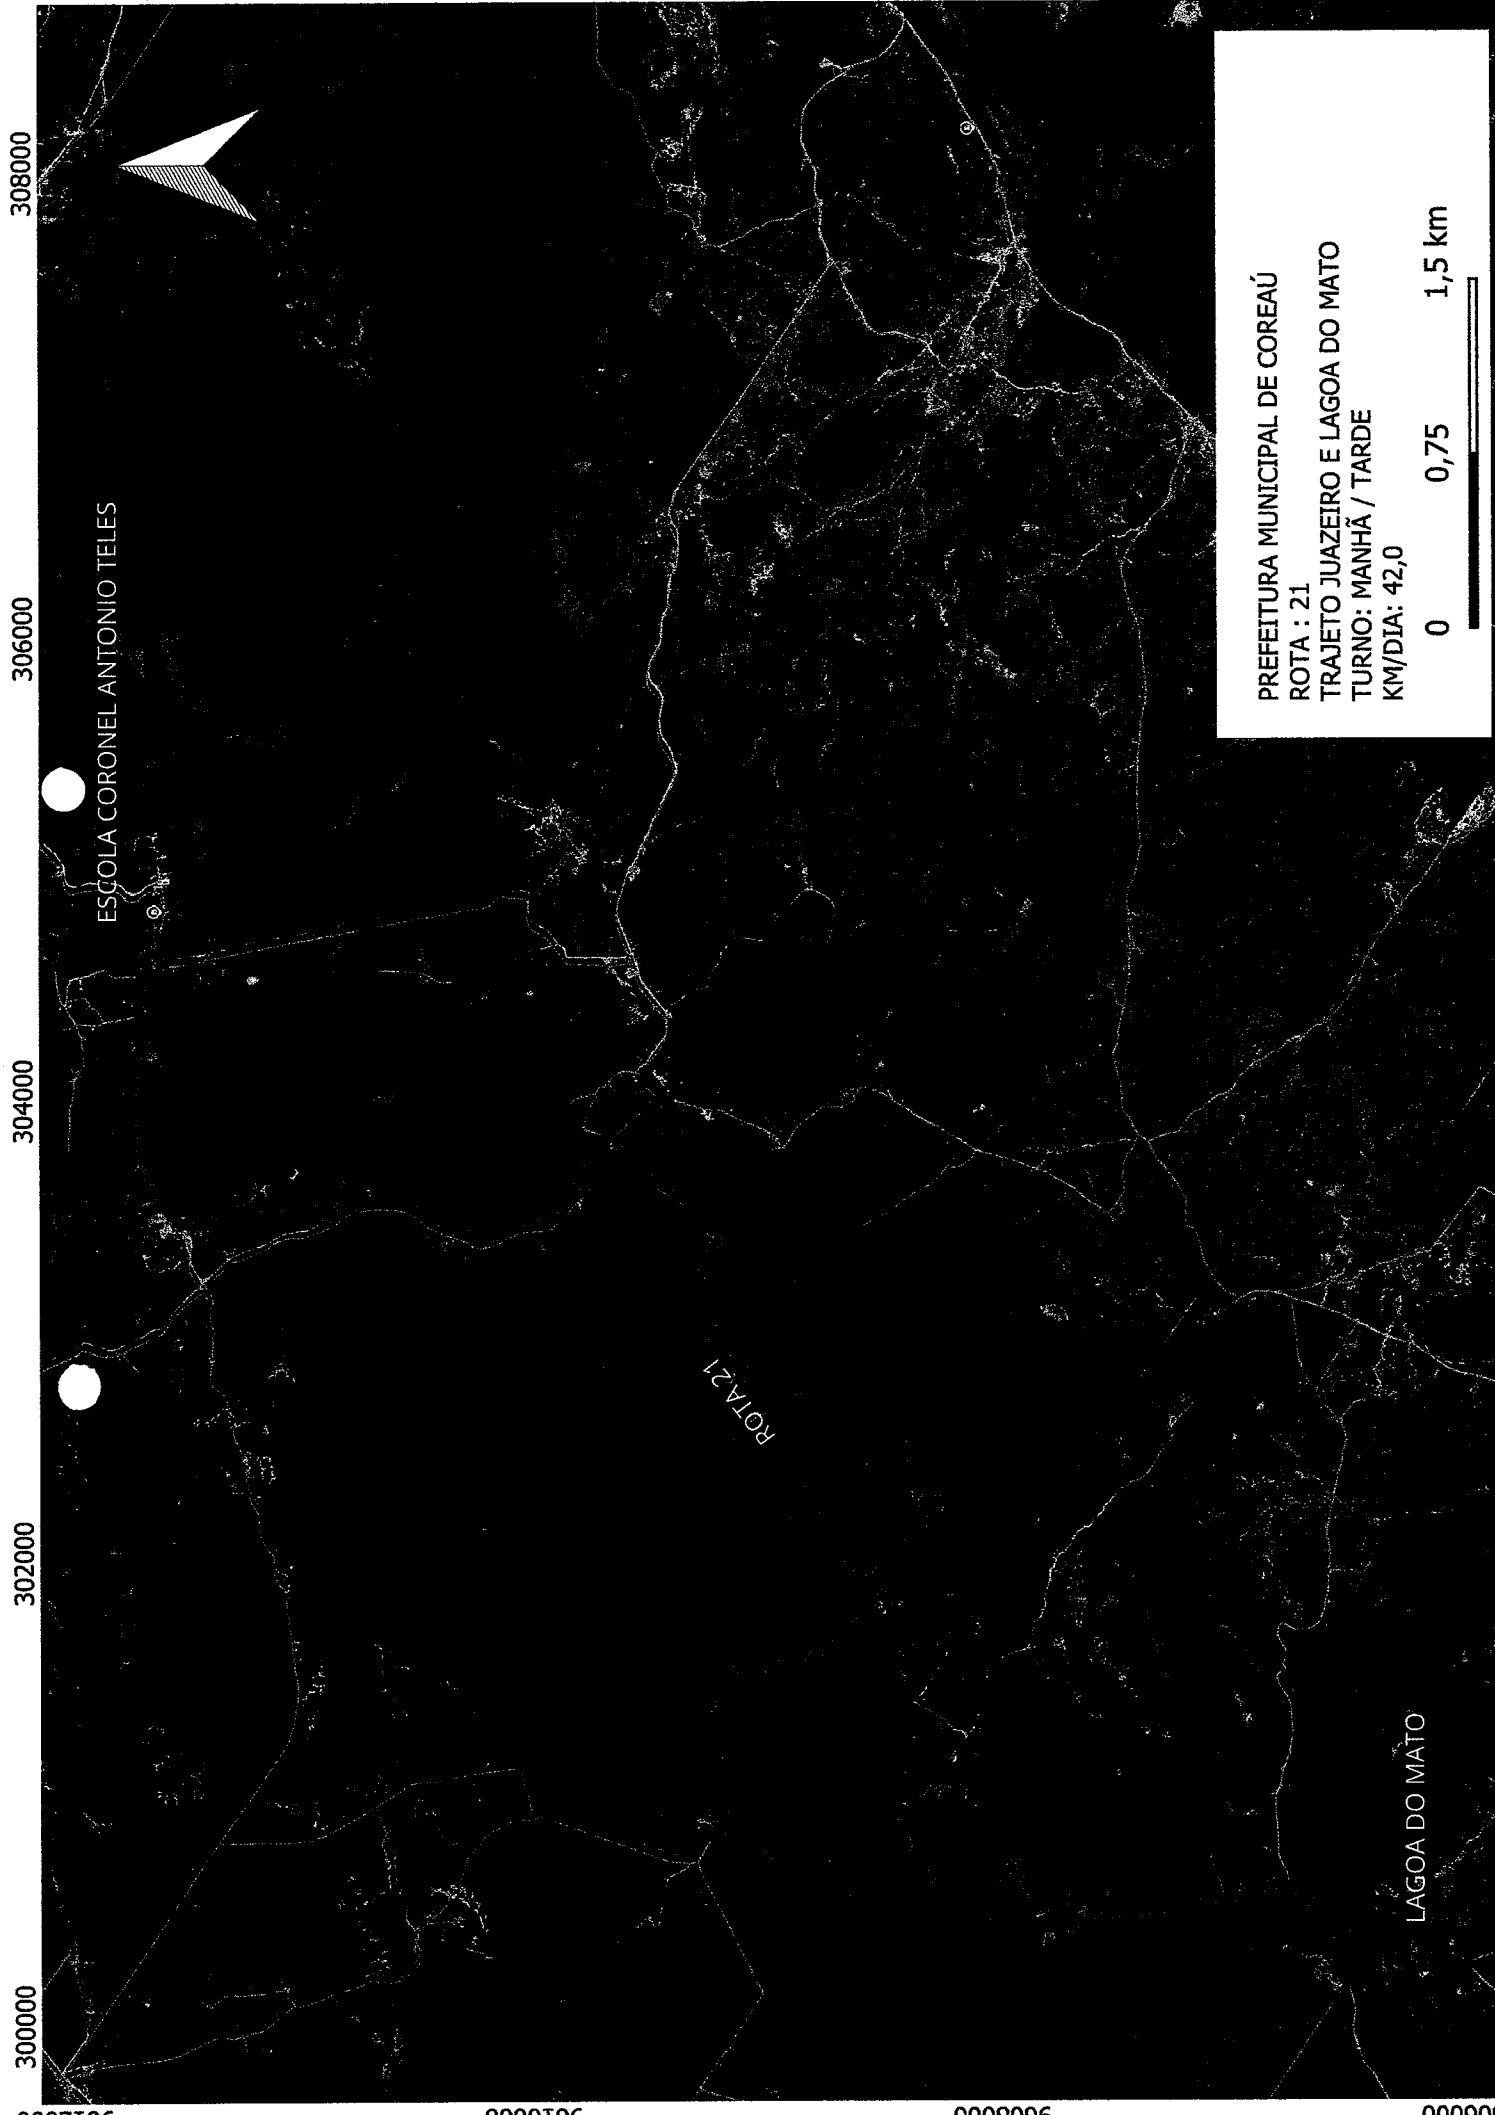 300000
302000
304000
306000
308000
ESCOLA CORONEL ANTONIO TELES
ROTA 21
LAGOA DO MATO
PREFEITURA MUNICIPAL DE COREAÚ
ROTA : 21
TRAJETO JUAZEIRO E LAGOA DO MATO
TURNO: MANHÃ / TARDE
KM/DIA: 42,0
0 0,75 1,5 km